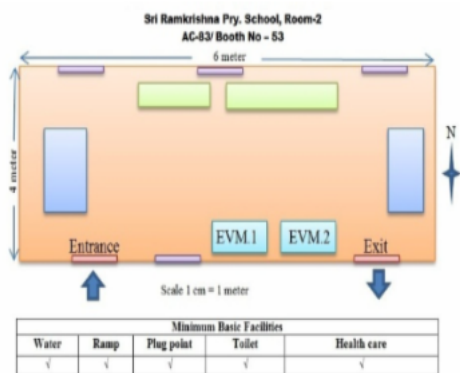 Sri Ramkrishna Pry. School, Room-2
AC-83/ Booth No – 53
6 meter
4 meter
N
EVM.1 EVM.2
Entrance Exit
Scale 1 cm = 1 meter
Minimum Basic Facilities
Water Ramp Plug point Toilet Health care
√ √ √ √ √